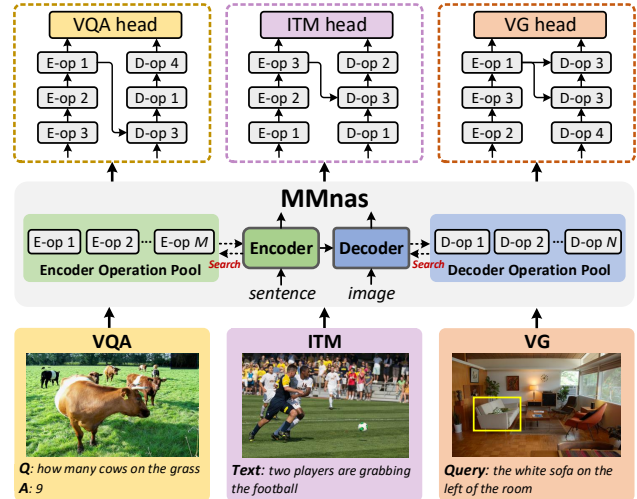 VQA head
E-op 1
D-op 4
E-op 2
D-op 1
E-op 3
D-op 3
ITM head
E-op 3
D-op 2
E-op 2
D-op 3
E-op 1
D-op 1
VG head
E-op 1
D-op 3
E-op 3
D-op 3
E-op 2
D-op 4
MMnas
E-op 1 E-op 2 ··· E-op M
Encoder Operation Pool
Search
Encoder
Decoder
Search
D-op 1 D-op 2 ··· D-op N
Decoder Operation Pool
sentence
image
VQA
Q: how many cows on the grass
A: 9
ITM
Text: two players are grabbing
the football
VG
Query: the white sofa on the
left of the room